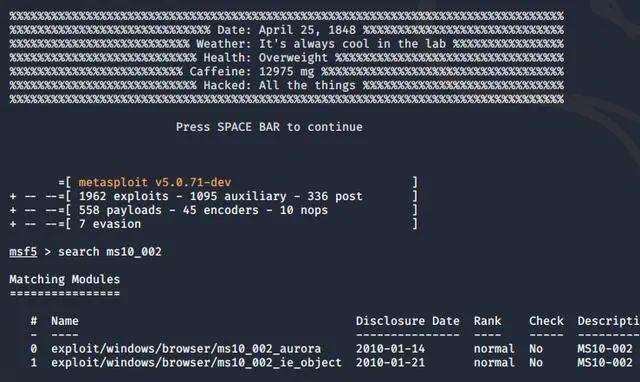 %%%%%%%%%%%%%%%%%%%%%%%%%%%%%%%%%%%%%%%%%%%%%%%%%%%%%%%%%%%%%%%%%%%%%%%%%%%%%%
%%%%%%%%%%%%%%%%%%%%%%%%%%%%% Date: April 25, 1848 %%%%%%%%%%%%%%%%%%%%%%%%%%%%%
%%%%%%%%%%%%%%%%%%%%%%%%%% Weather: It's always cool in the lab %%%%%%%%%%%%%%%%
%%%%%%%%%%%%%%%%%%%%%%%%%%% Health: Overweight %%%%%%%%%%%%%%%%%%%%%%%%%%%%%%%%%
%%%%%%%%%%%%%%%%%%%%%%%%% Caffeine: 12975 mg %%%%%%%%%%%%%%%%%%%%%%%%%%%%%%%%%%%
%%%%%%%%%%%%%%%%%%%%%%%%%%% Hacked: All the things %%%%%%%%%%%%%%%%%%%%%%%%%%%%%
%%%%%%%%%%%%%%%%%%%%%%%%%%%%%%%%%%%%%%%%%%%%%%%%%%%%%%%%%%%%%%%%%%%%%%%%%%%%%%
                        Press SPACE BAR to continue
       =[ metasploit v5.0.71-dev                          ]
+ -- --=[ 1962 exploits - 1095 auxiliary - 336 post       ]
+ -- --=[ 558 payloads - 45 encoders - 10 nops            ]
+ -- --=[ 7 evasion                                       ]
msf5 > search ms10_002
Matching Modules
================
   #  Name                                        Disclosure Date  Rank    Check  Descripti
   -  ----                                        ---------------  ----    -----  ---------
   0  exploit/windows/browser/ms10_002_aurora     2010-01-14       normal  No     MS10-002
   1  exploit/windows/browser/ms10_002_ie_object  2010-01-21       normal  No     MS10-002